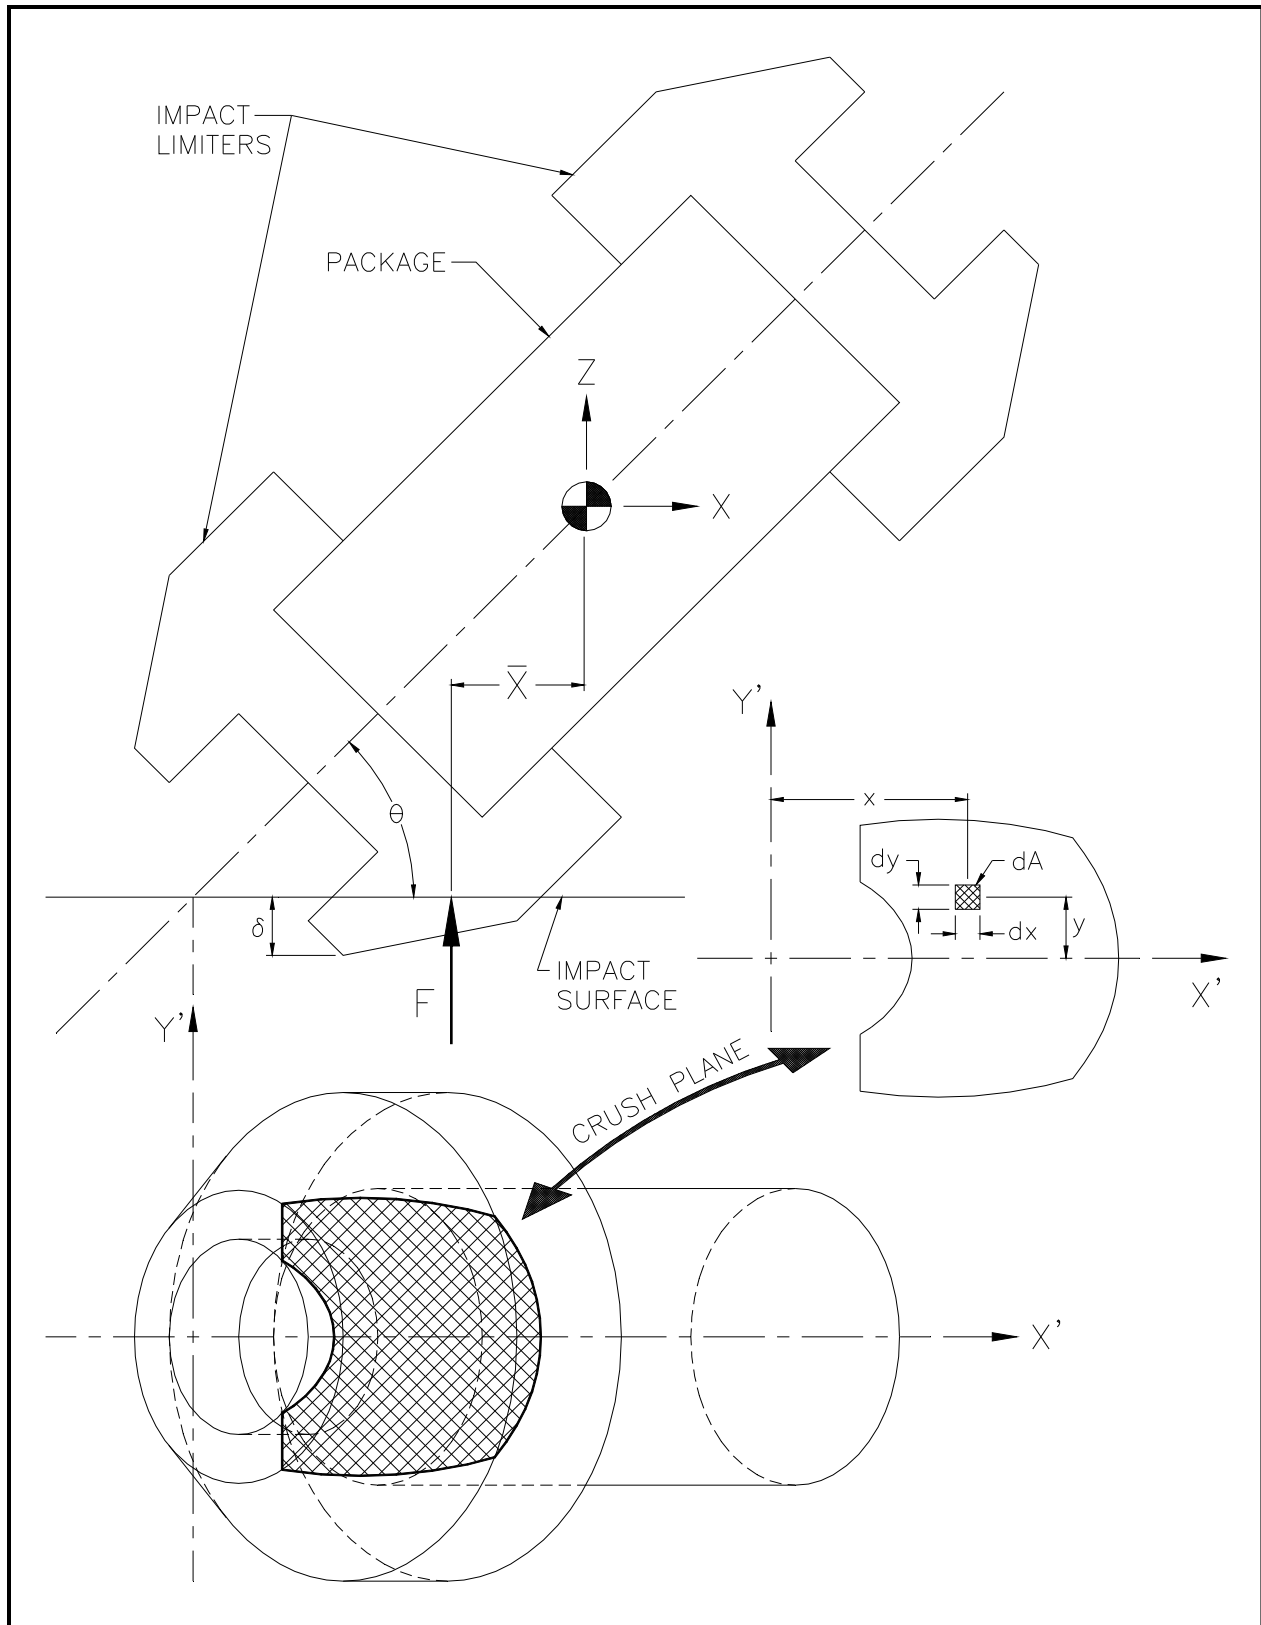 IMPACT
LIMITERS
PACKAGE
Z
X
X̅
θ
δ
F
IMPACT
SURFACE
Y’
x
dy
dA
y
dx
X’
CRUSH PLANE
Y’
X’